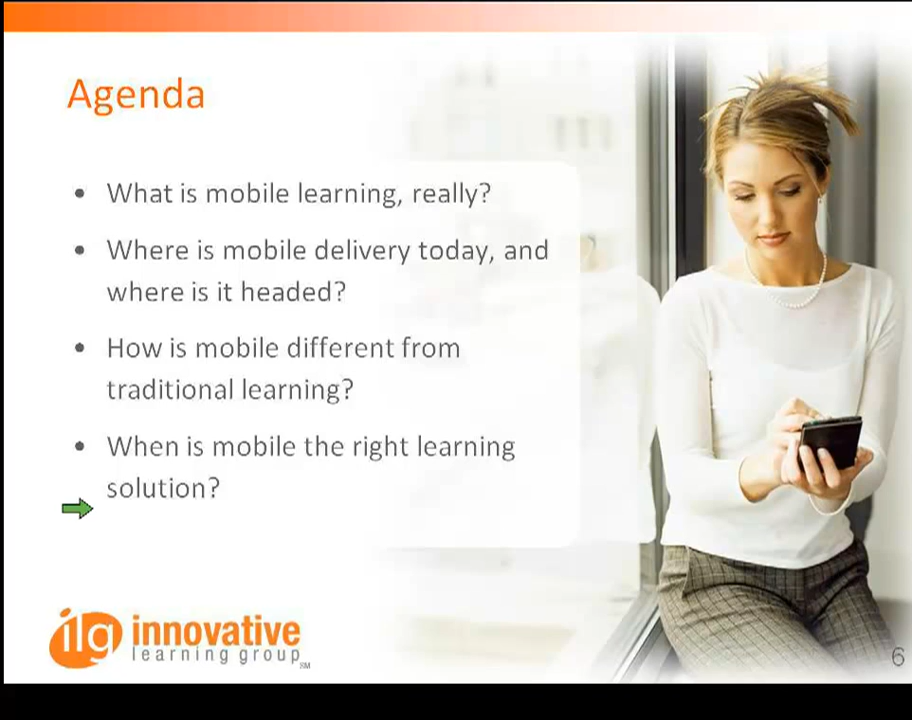 Agenda
• What is mobile learning, really?
• Where is mobile delivery today, and
where is it headed?
• How is mobile different from
traditional learning?
• When is mobile the right learning
solution?
ilg innovative
learning group SM
6